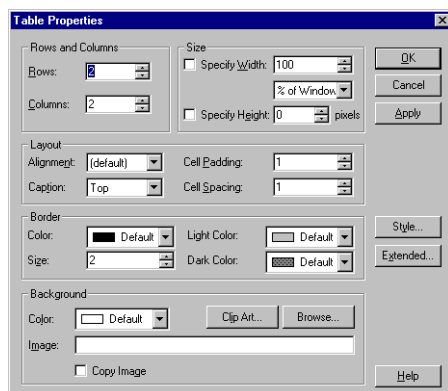 Table Properties
Rows and Columns
Rows: 2
Columns: 2
Size
Specify Width: 100
% of Window
Specify Height: 0 pixels
OK
Cancel
Apply
Layout
Alignment: (default) Cell Padding: 1
Caption: Top Cell Spacing: 1
Border
Color: Default Light Color: Default
Size: 2 Dark Color: Default
Style...
Extended...
Background
Color: Default Clip Art... Browse...
Image:
Copy Image
Help